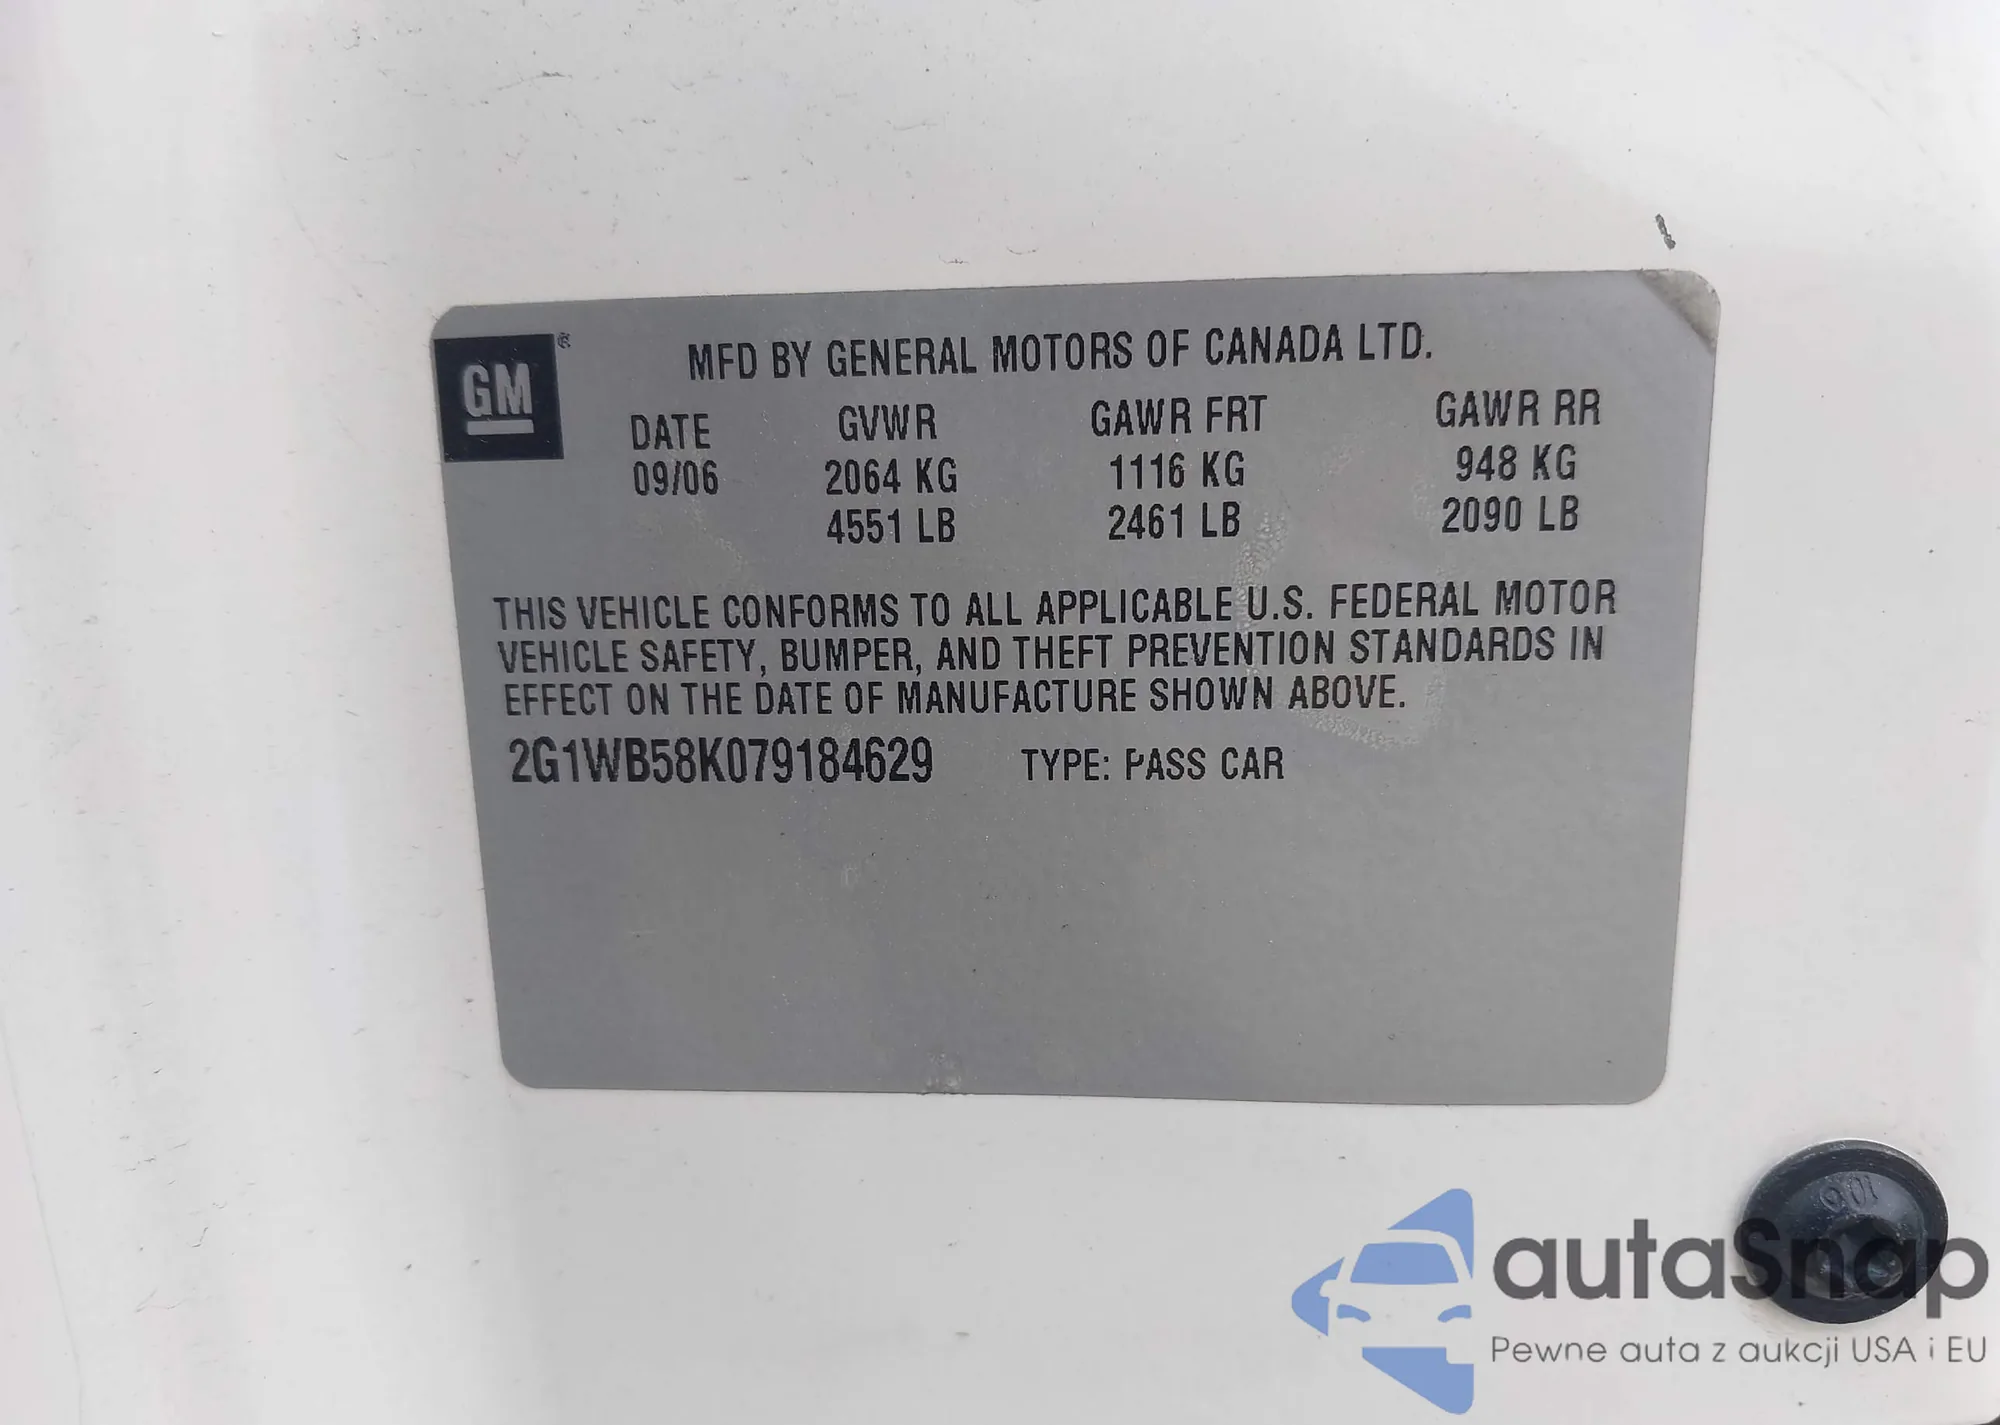 GM®
MFD BY GENERAL MOTORS OF CANADA LTD.
DATE GVWR GAWR FRT GAWR RR
09/06 2064 KG 1116 KG 948 KG
4551 LB 2461 LB 2090 LB
THIS VEHICLE CONFORMS TO ALL APPLICABLE U.S. FEDERAL MOTOR
VEHICLE SAFETY, BUMPER, AND THEFT PREVENTION STANDARDS IN
EFFECT ON THE DATE OF MANUFACTURE SHOWN ABOVE.
2G1WB58K079184629 TYPE: PASS CAR
autasnap
Pewne auta z aukcji USA i EU